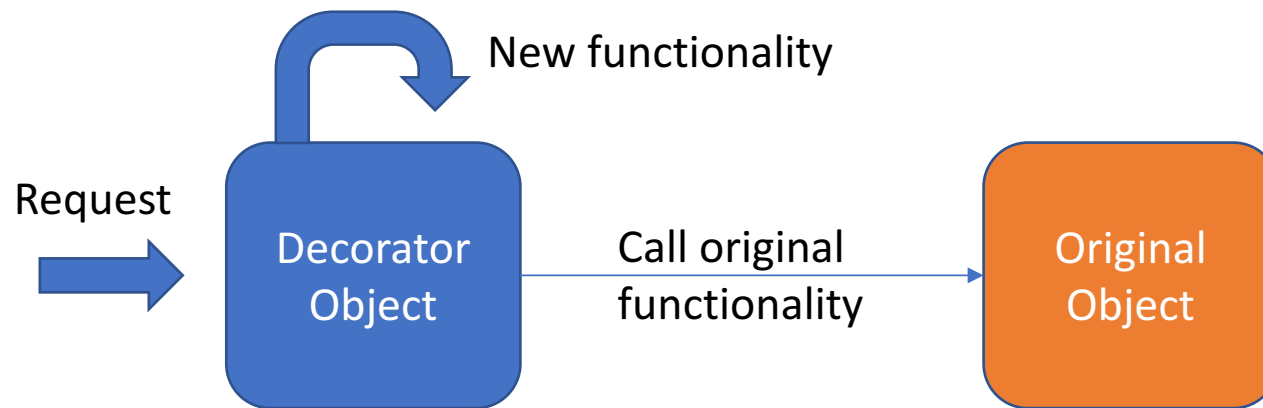 New functionality
Request
Decorator
Object
Call original
functionality
Original
Object